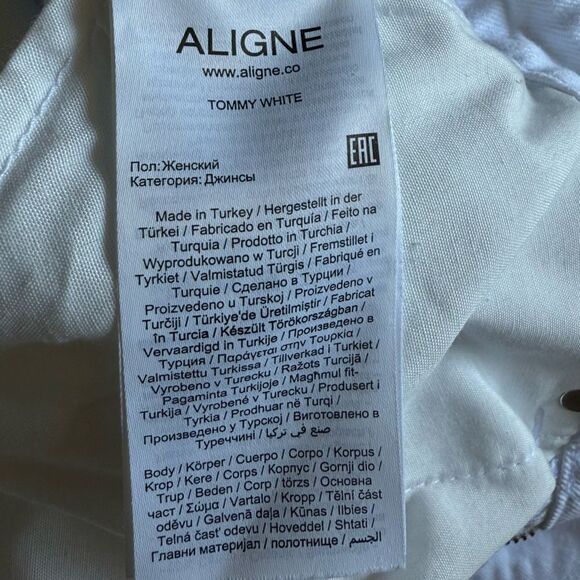 ALIGNE
www.aligne.co
TOMMY WHITE
EAC
Пол:Женский
Категория:Джинсы
Made in Turkey / Hergestellt in der
Türkei / Fabricado en Turquía / Feito na
Turquia / Prodotto in Turchia /
Wyprodukowano w Turcji / Fremstillet i
Tyrkiet / Valmistatud Türgis / Fabriqué en
Turquie / Сделано в Турции /
Proizvedeno u Turskoj / Proizvedeno v
Turčiji / Türkiye'de Üretilmiştir / Fabricat
în Turcia / Készült Törökországban /
Vervaardigd in Turkije / Произведено в
Турция / Παράγεται στην Τουρκία /
Valmistettu Turkissa / Tillverkad i Turkiet /
Vyrobeno v Turecku / Ražots Turcijā /
Pagaminta Turkijoje / Magħmul fit-
Turkija / Vyrobené v Turecku / Produsert i
Tyrkia / Prodhuar në Turqi /
Произведено у Турској / Виготовлено в
Туреччині / صنع في تركيا /
Body / Körper / Cuerpo / Corpo / Korpus /
Krop / Kere / Corps / Корпус / Gornji dio /
Trup / Beden / Corp / törzs / Основна
част / Σώμα / Vartalo / Kropp / Tělní část
oděvu / Galvenā daļa / Kūnas / Ilbies /
Telná časť odevu / Hoveddel / Shtati /
Главни материјал / полотнище / الجسم /